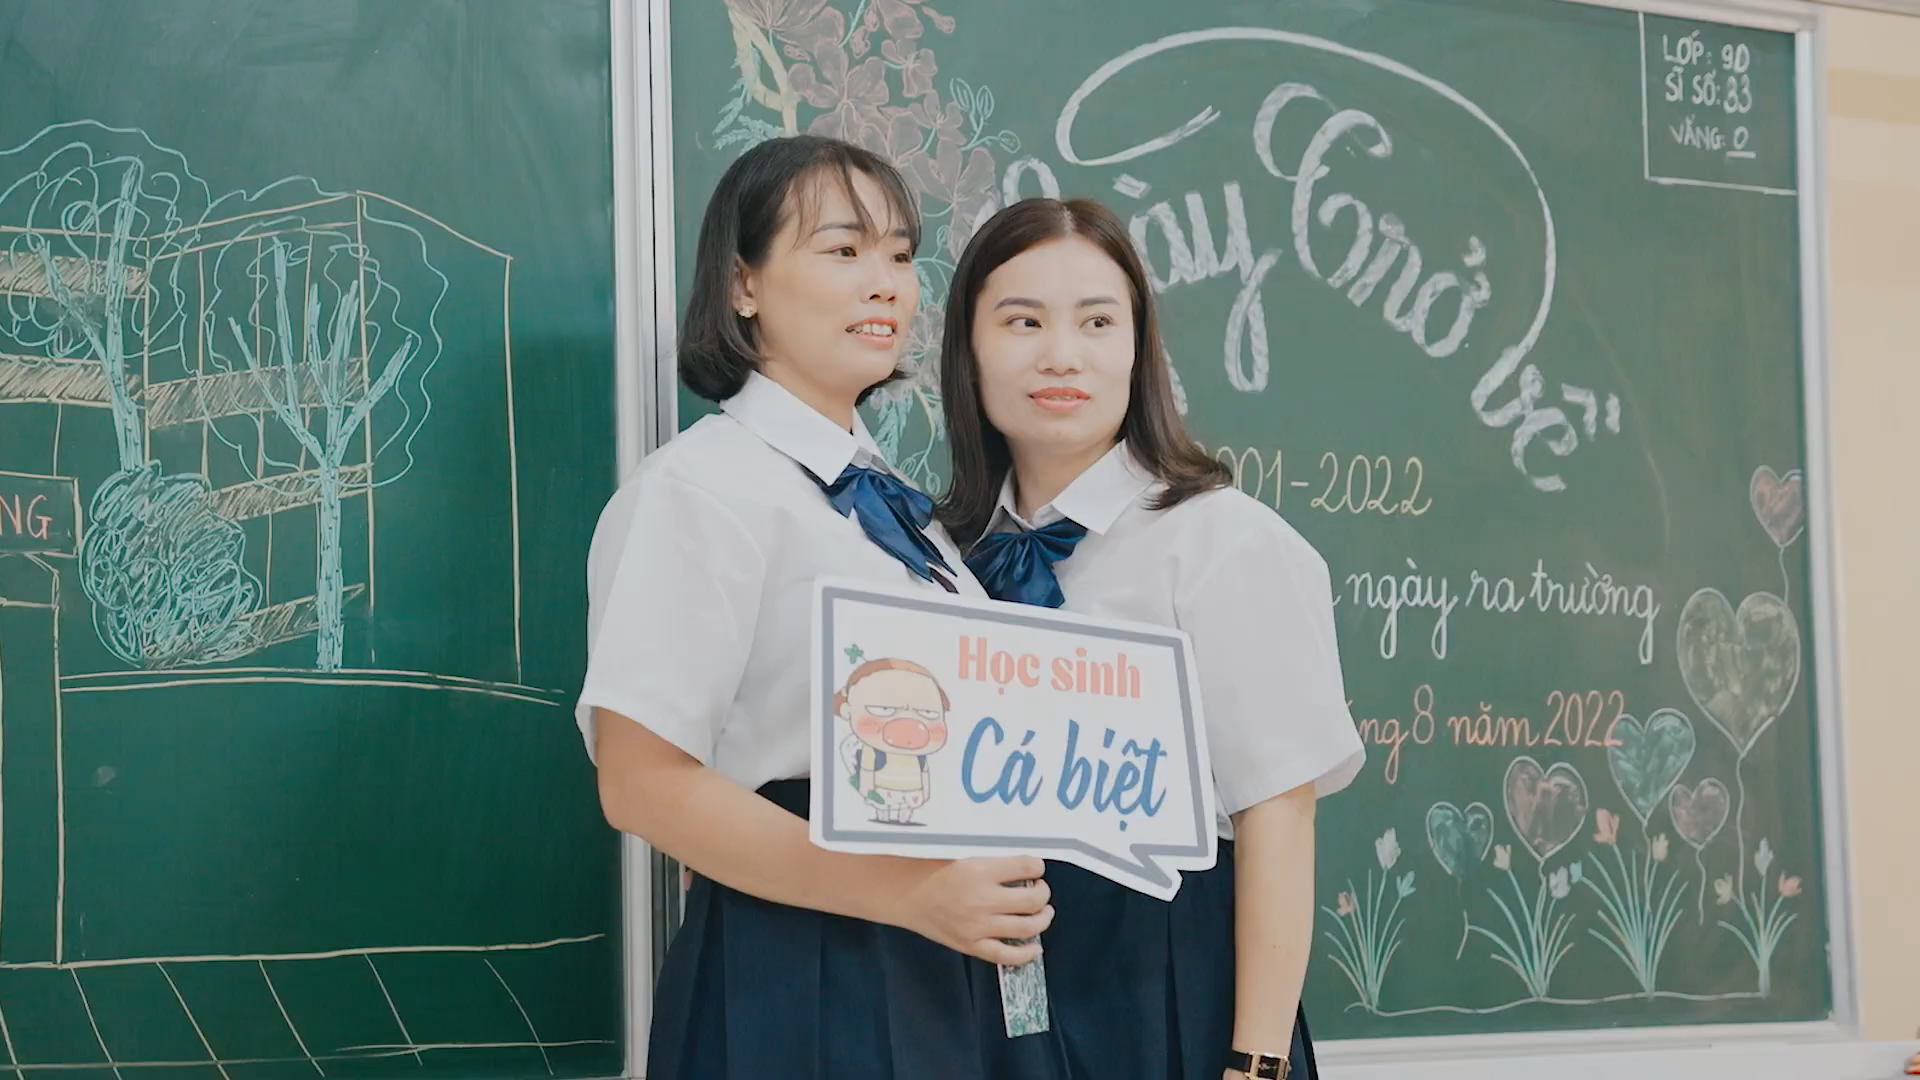 LỚP: 9D
SĨ SỐ: 33
VẮNG: 0
Ngày trở về"
001-2022
ngày ra trường
ng 8 năm 2022
NG
Học sinh
Cá biệt